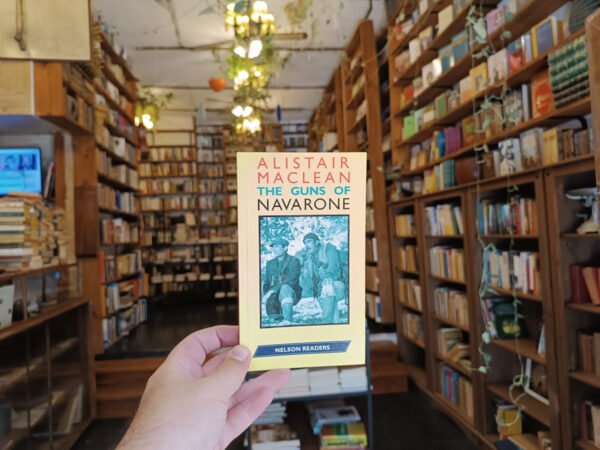 ALISTAIR
MACLEAN
THE GUNS OF
NAVARONE
NELSON READERS